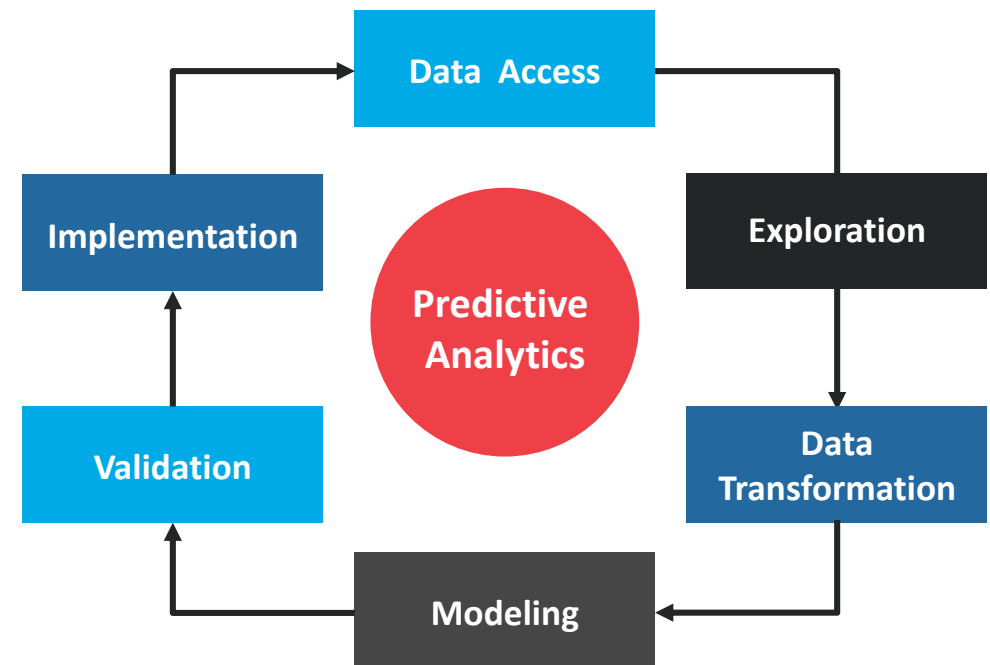 Data Access
Implementation
Exploration
Predictive
Analytics
Validation
Data
Transformation
Modeling